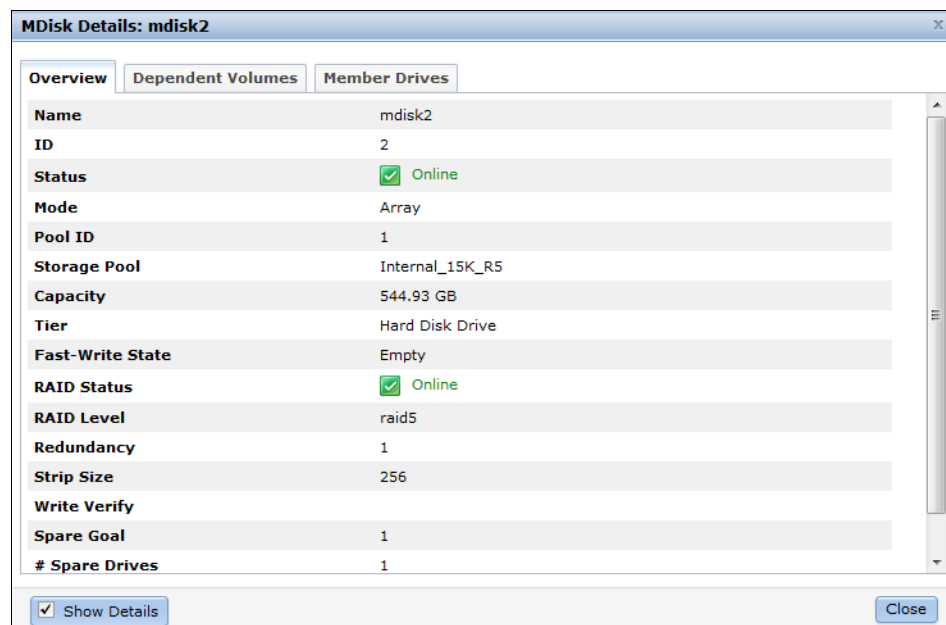 MDisk Details: mdisk2 x
Overview Dependent Volumes Member Drives
Name mdisk2
ID 2
Status Online
Mode Array
Pool ID 1
Storage Pool Internal_15K_R5
Capacity 544.93 GB
Tier Hard Disk Drive
Fast-Write State Empty
RAID Status Online
RAID Level raid5
Redundancy 1
Strip Size 256
Write Verify
Spare Goal 1
# Spare Drives 1
Show Details Close